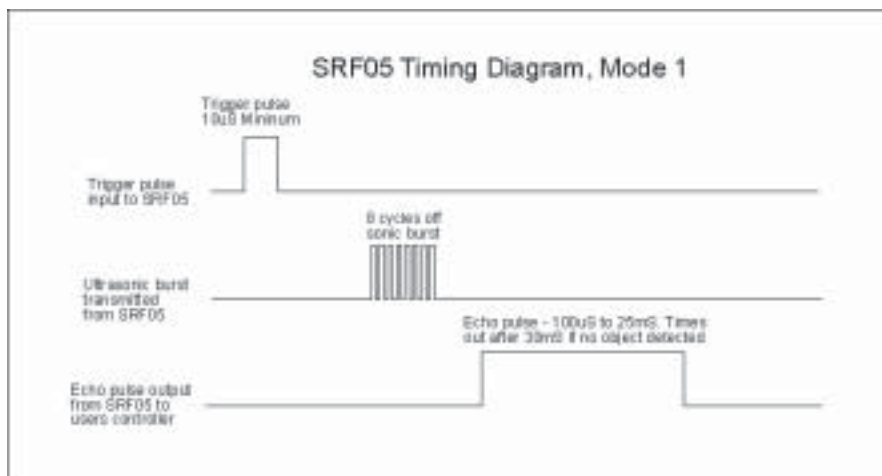 SRF05 Timing Diagram, Mode 1
Trigger pulse
10uS Mininum
Trigger pulse
input to SRF05
8 cycles off
sonic burst
Ultrasonic burst
transmitted
from SRF05
Echo pulse - 100uS to 25mS. Times
out after 30mS if no object detected
Echo pulse output
from SRF05 to
users controller